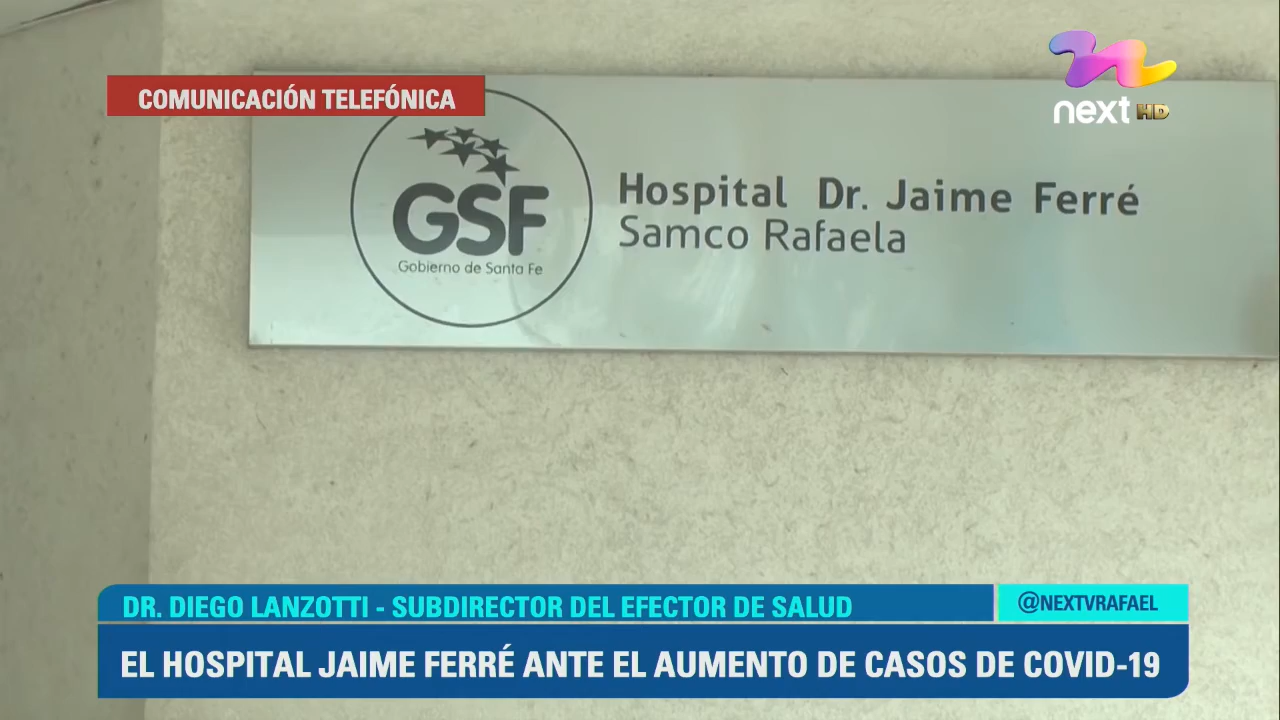 COMUNICACIÓN TELEFÓNICA
next HD
GSF
Gobierno de Santa Fe
Hospital Dr. Jaime Ferré
Samco Rafaela
DR. DIEGO LANZOTTI - SUBDIRECTOR DEL EFECTOR DE SALUD
@NEXTVRAFAEL
EL HOSPITAL JAIME FERRÉ ANTE EL AUMENTO DE CASOS DE COVID-19